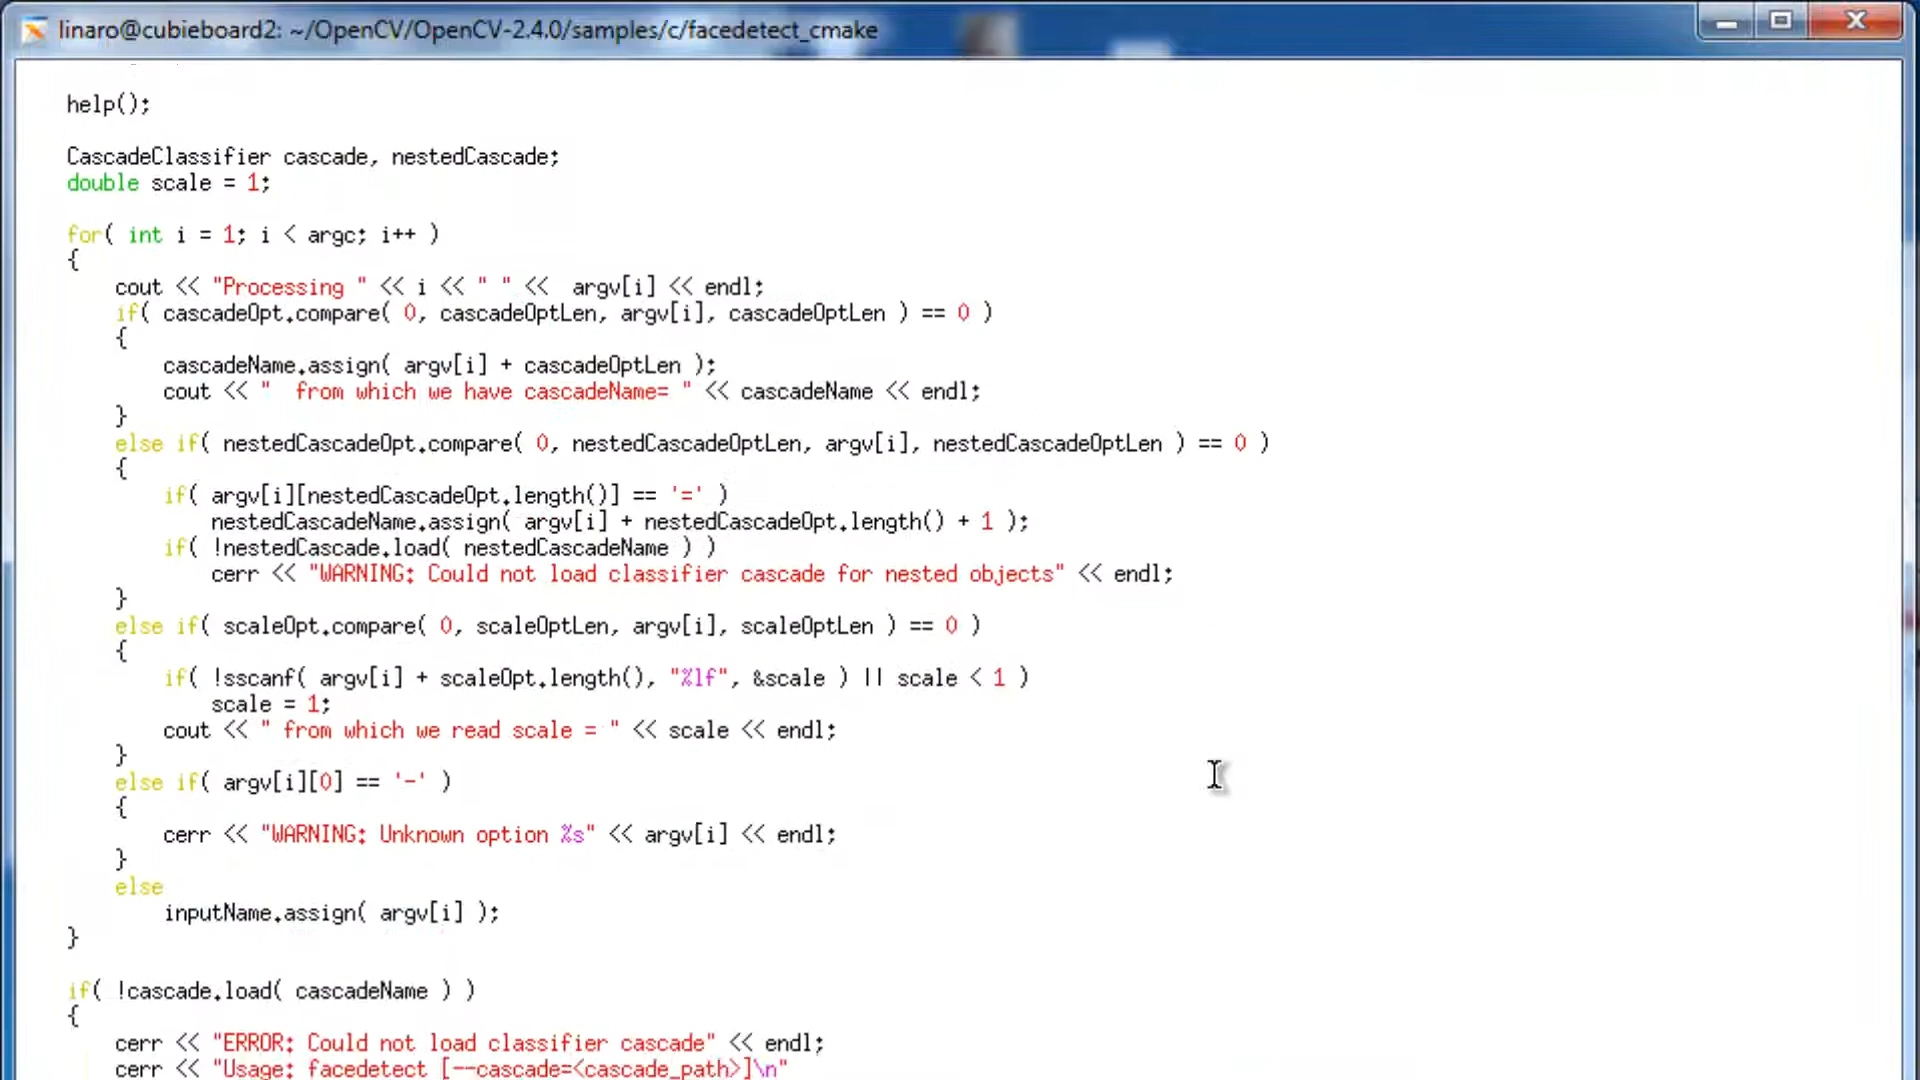 linaro@cubieboard2: ~/OpenCV/OpenCV-2.4.0/samples/c/facedetect_cmake
help();
CascadeClassifier cascade, nestedCascade;
double scale = 1;
for( int i = 1; i < argc; i++ )
{
cout << "Processing " << i << " " <<  argv[i] << endl;
if( cascadeOpt.compare( 0, cascadeOptLen, argv[i], cascadeOptLen ) == 0 )
{
cascadeName.assign( argv[i] + cascadeOptLen );
cout << "  from which we have cascadeName= " << cascadeName << endl;
}
else if( nestedCascadeOpt.compare( 0, nestedCascadeOptLen, argv[i], nestedCascadeOptLen ) == 0 )
{
if( argv[i][nestedCascadeOpt.length()] == '=' )
nestedCascadeName.assign( argv[i] + nestedCascadeOpt.length() + 1 );
if( !nestedCascade.load( nestedCascadeName ) )
cerr << "WARNING: Could not load classifier cascade for nested objects" << endl;
}
else if( scaleOpt.compare( 0, scaleOptLen, argv[i], scaleOptLen ) == 0 )
{
if( !sscanf( argv[i] + scaleOpt.length(), "%lf", &scale ) || scale < 1 )
scale = 1;
cout << " from which we read scale = " << scale << endl;
}
else if( argv[i][0] == '-' )
{
cerr << "WARNING: Unknown option %s" << argv[i] << endl;
}
else
inputName.assign( argv[i] );
}
if( !cascade.load( cascadeName ) )
{
cerr << "ERROR: Could not load classifier cascade" << endl;
cerr << "Usage: facedetect [--cascade=<cascade_path>]\n"